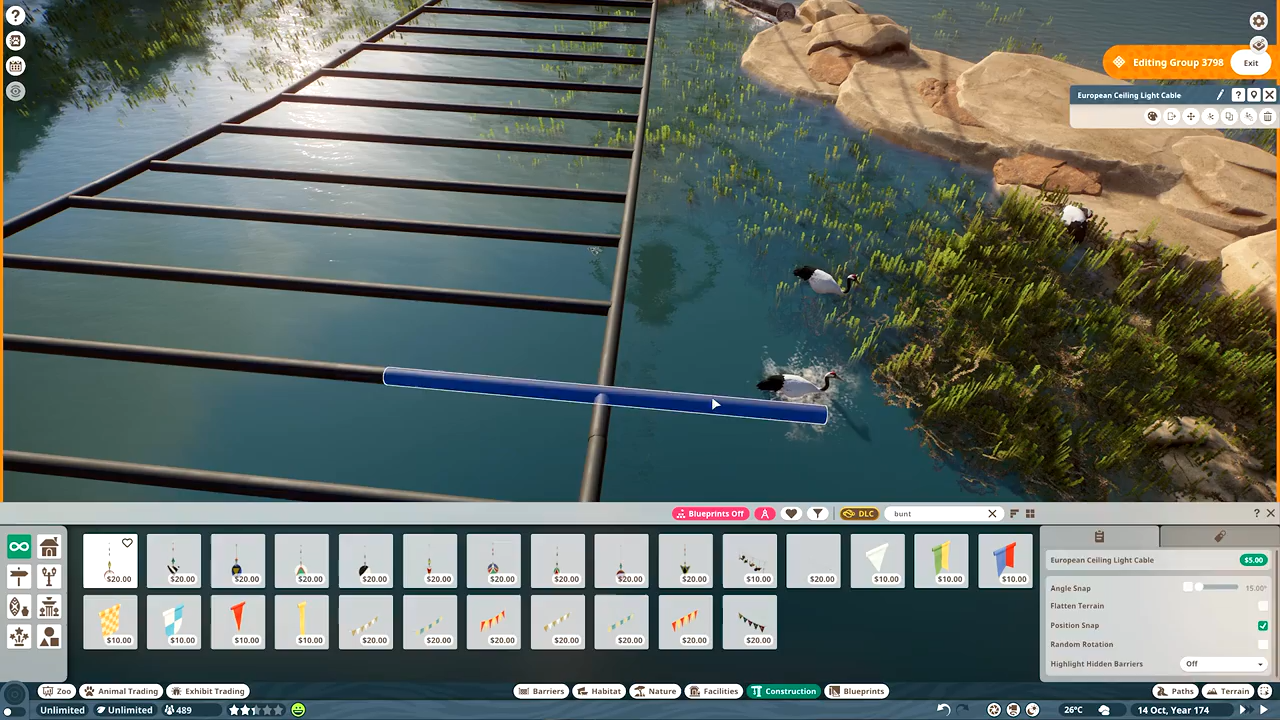 Editing Group 3798
Exit
European Ceiling Light Cable
Blueprints Off
DLC
bunt
$20.00 $20.00 $20.00 $20.00 $20.00 $20.00 $20.00 $20.00 $20.00 $20.00 $10.00 $20.00 $10.00 $10.00 $10.00
$10.00 $10.00 $10.00 $10.00 $20.00 $20.00 $20.00 $20.00 $20.00 $20.00 $20.00
European Ceiling Light Cable $5.00
Angle Snap 15.00°
Flatten Terrain
Position Snap
Random Rotation
Highlight Hidden Barriers Off
Zoo Animal Trading Exhibit Trading Barriers Habitat Nature Facilities Construction Blueprints Paths Terrain
Unlimited Unlimited 489 26°C 14 Oct, Year 174